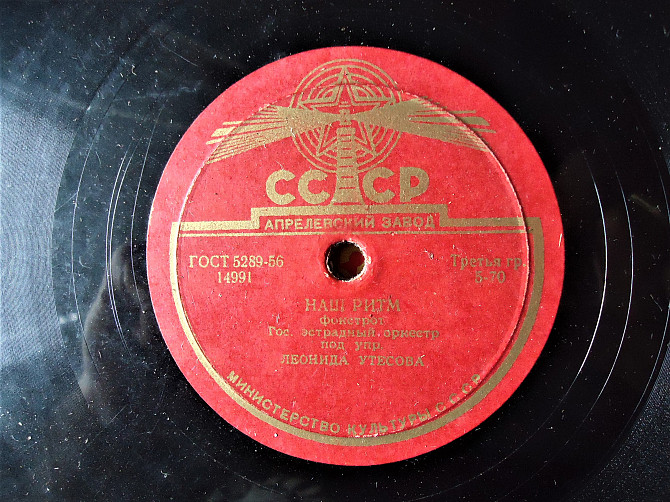 СССР
АПРЕЛЕВСКИЙ ЗАВОД
ГОСТ 5289-56
14991
Третья гр.
5-70
НАШ РИТМ
фокстрот
Гос. эстрадный оркестр
под упр.
ЛЕОНИДА УТЕСОВА
МИНИСТЕРСТВО КУЛЬТУРЫ СССР